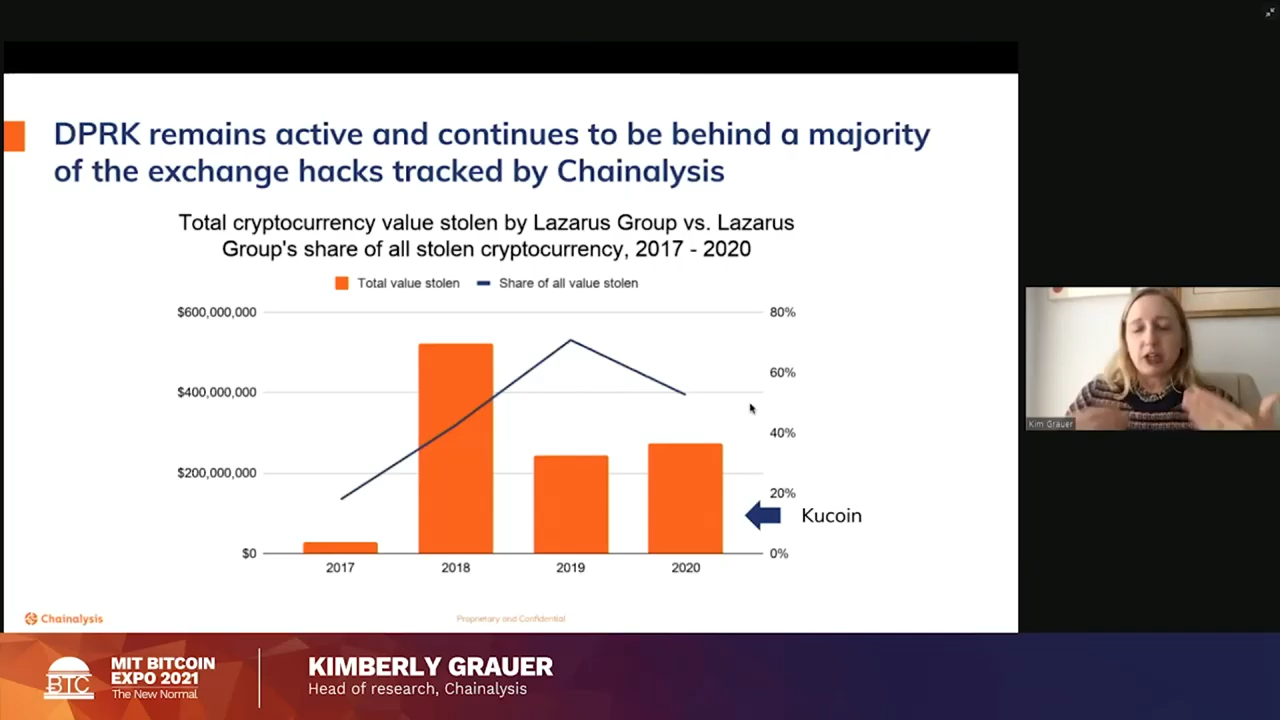 DPRK remains active and continues to be behind a majority
of the exchange hacks tracked by Chainalysis
Total cryptocurrency value stolen by Lazarus Group vs. Lazarus
Group's share of all stolen cryptocurrency, 2017 - 2020
Total value stolen
Share of all value stolen
$600,000,000
80%
60%
$400,000,000
40%
$200,000,000
20%
Kucoin
$0
0%
2017
2018
2019
2020
Chainalysis
Proprietary and Confidential
Kim Grauer
MIT BITCOIN
EXPO 2021
The New Normal
BTC
KIMBERLY GRAUER
Head of research, Chainalysis